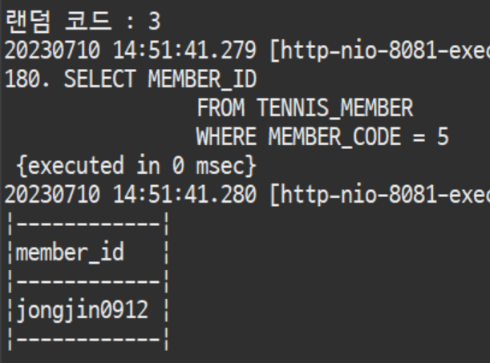 랜덤 코드 : 3
20230710 14:51:41.279 [http-nio-8081-exec
180. SELECT MEMBER_ID
FROM TENNIS_MEMBER
WHERE MEMBER_CODE = 5
{executed in 0 msec}
20230710 14:51:41.280 [http-nio-8081-exec
|------------|
|member_id |
|------------|
|jongjin0912 |
|------------|